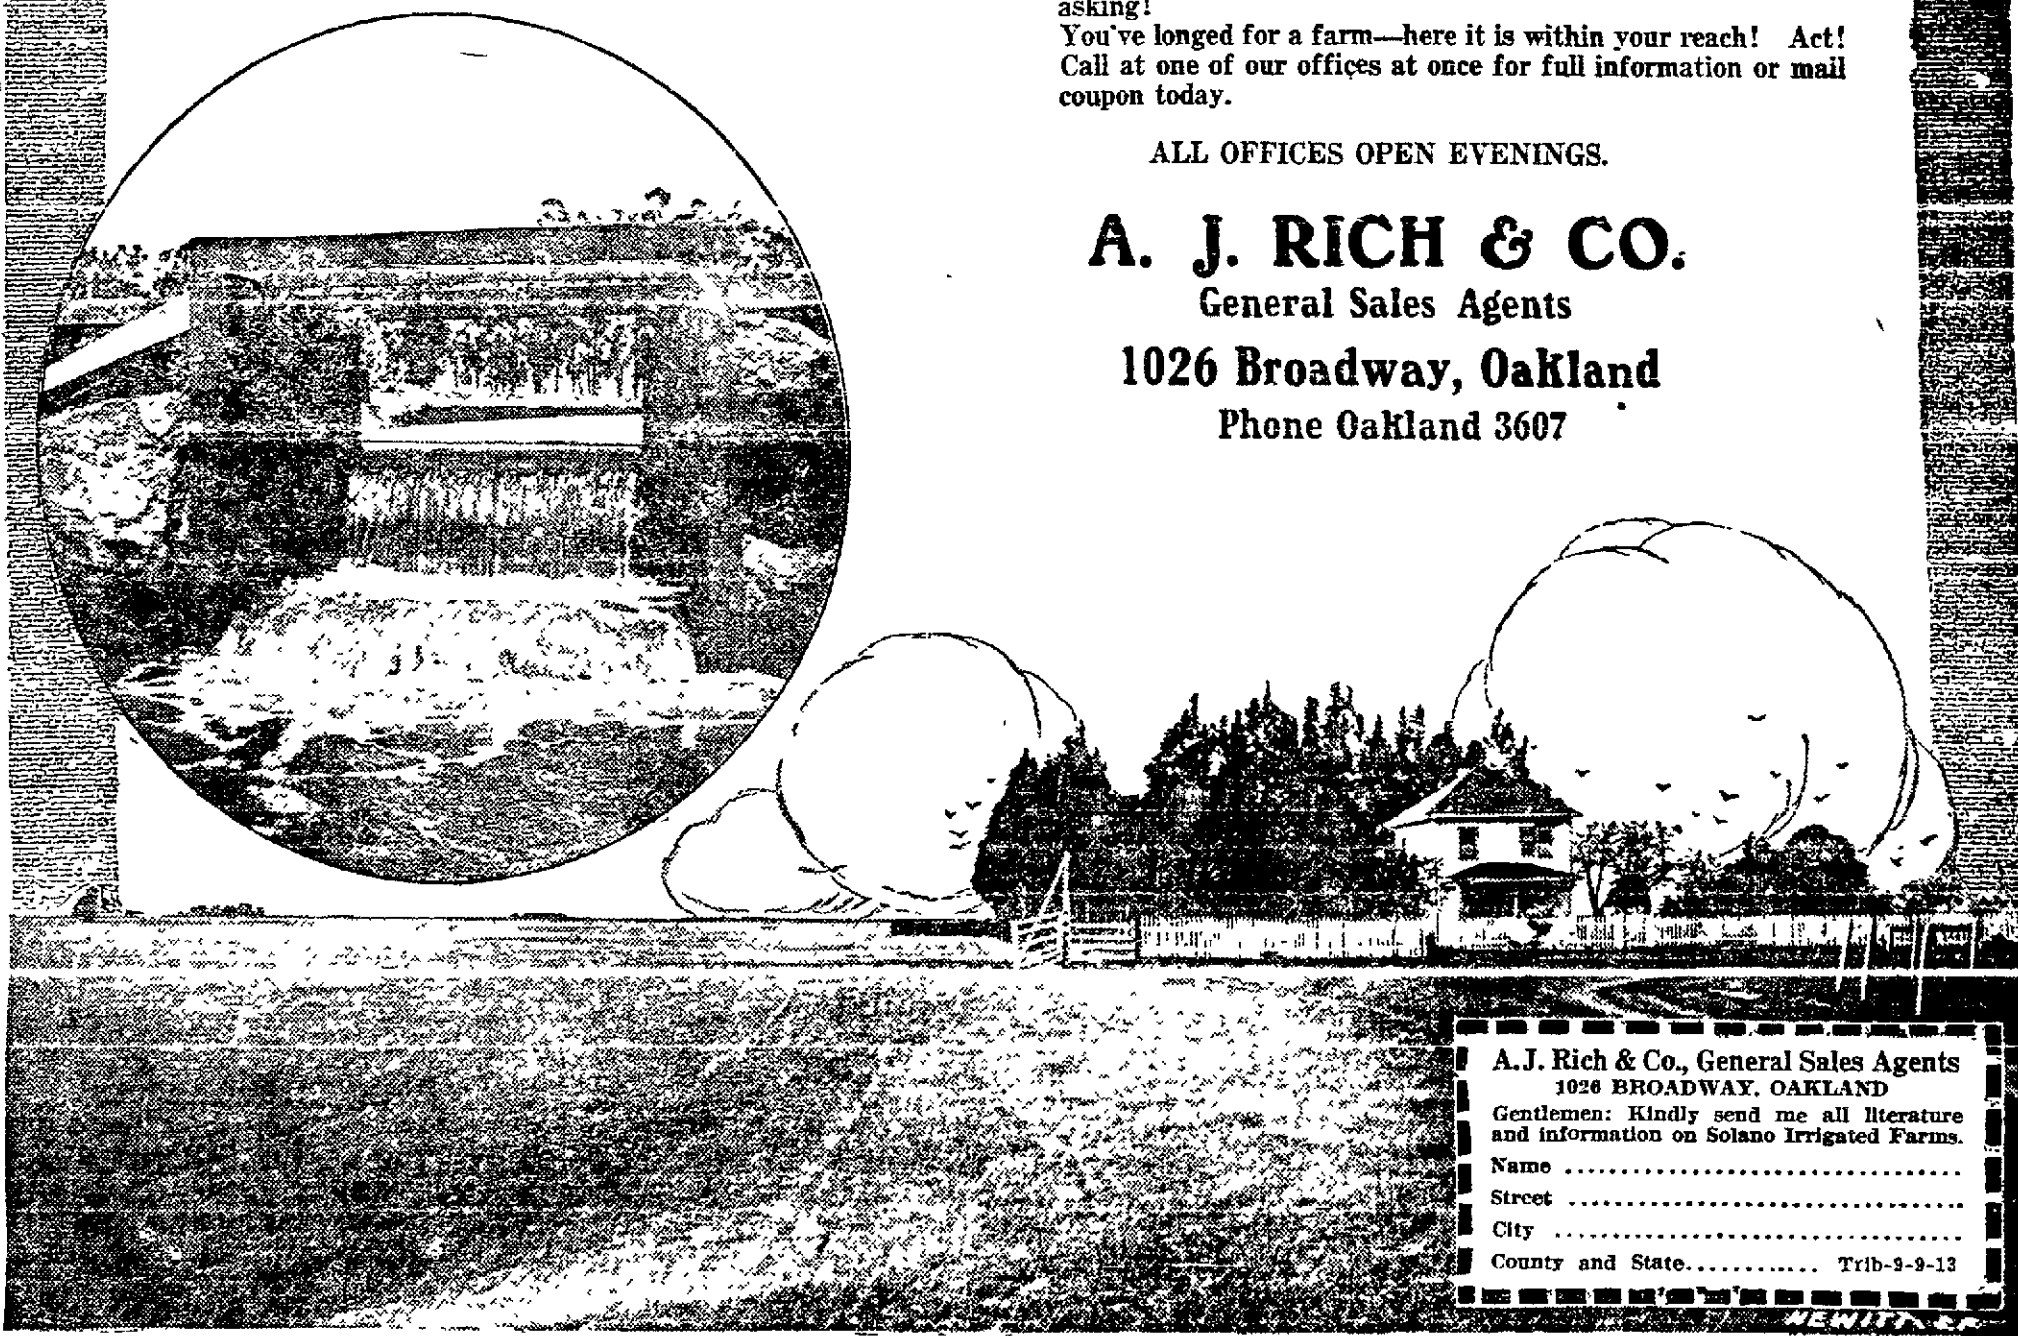 asking!
You've longed for a farm—here it is within your reach! Act!
Call at one of our offices at once for full information or mail
coupon today.
ALL OFFICES OPEN EVENINGS.
A. J. RICH & CO.
General Sales Agents
1026 Broadway, Oakland
Phone Oakland 3607
A.J. Rich & Co., General Sales Agents
1026 BROADWAY, OAKLAND
Gentlemen: Kindly send me all literature
and information on Solano Irrigated Farms.
Name ....................................
Street ....................................
City .....................................
County and State............ Trib-9-9-13
HEWITT